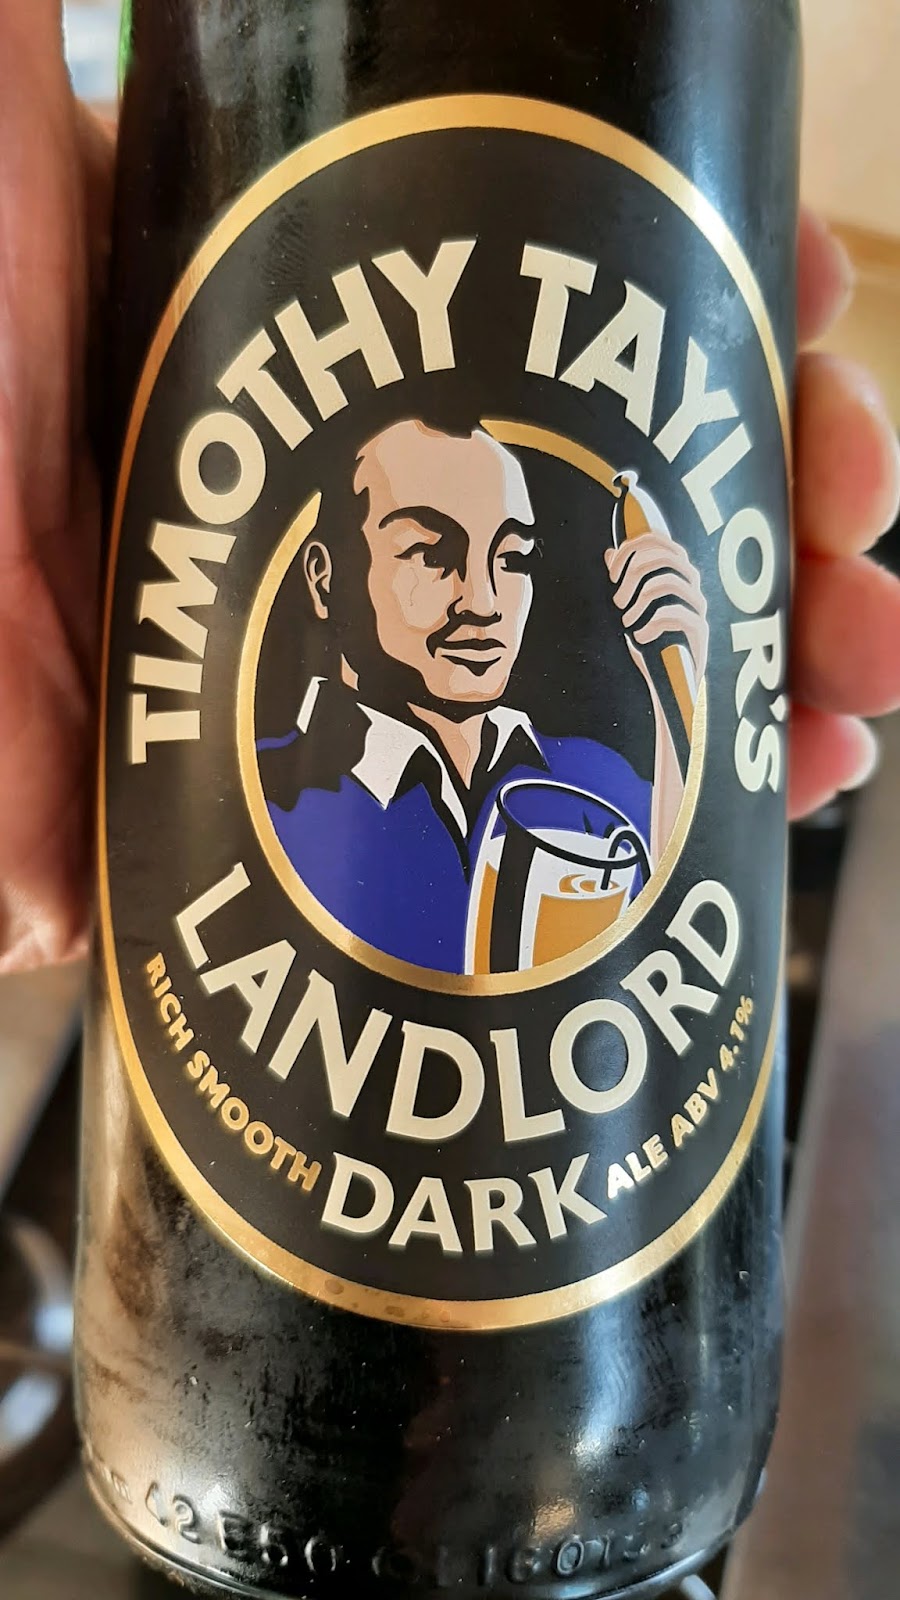 TIMOTHY TAYLOR'S
LANDLORD
RICH SMOOTH DARK ALE ABV 4.1%